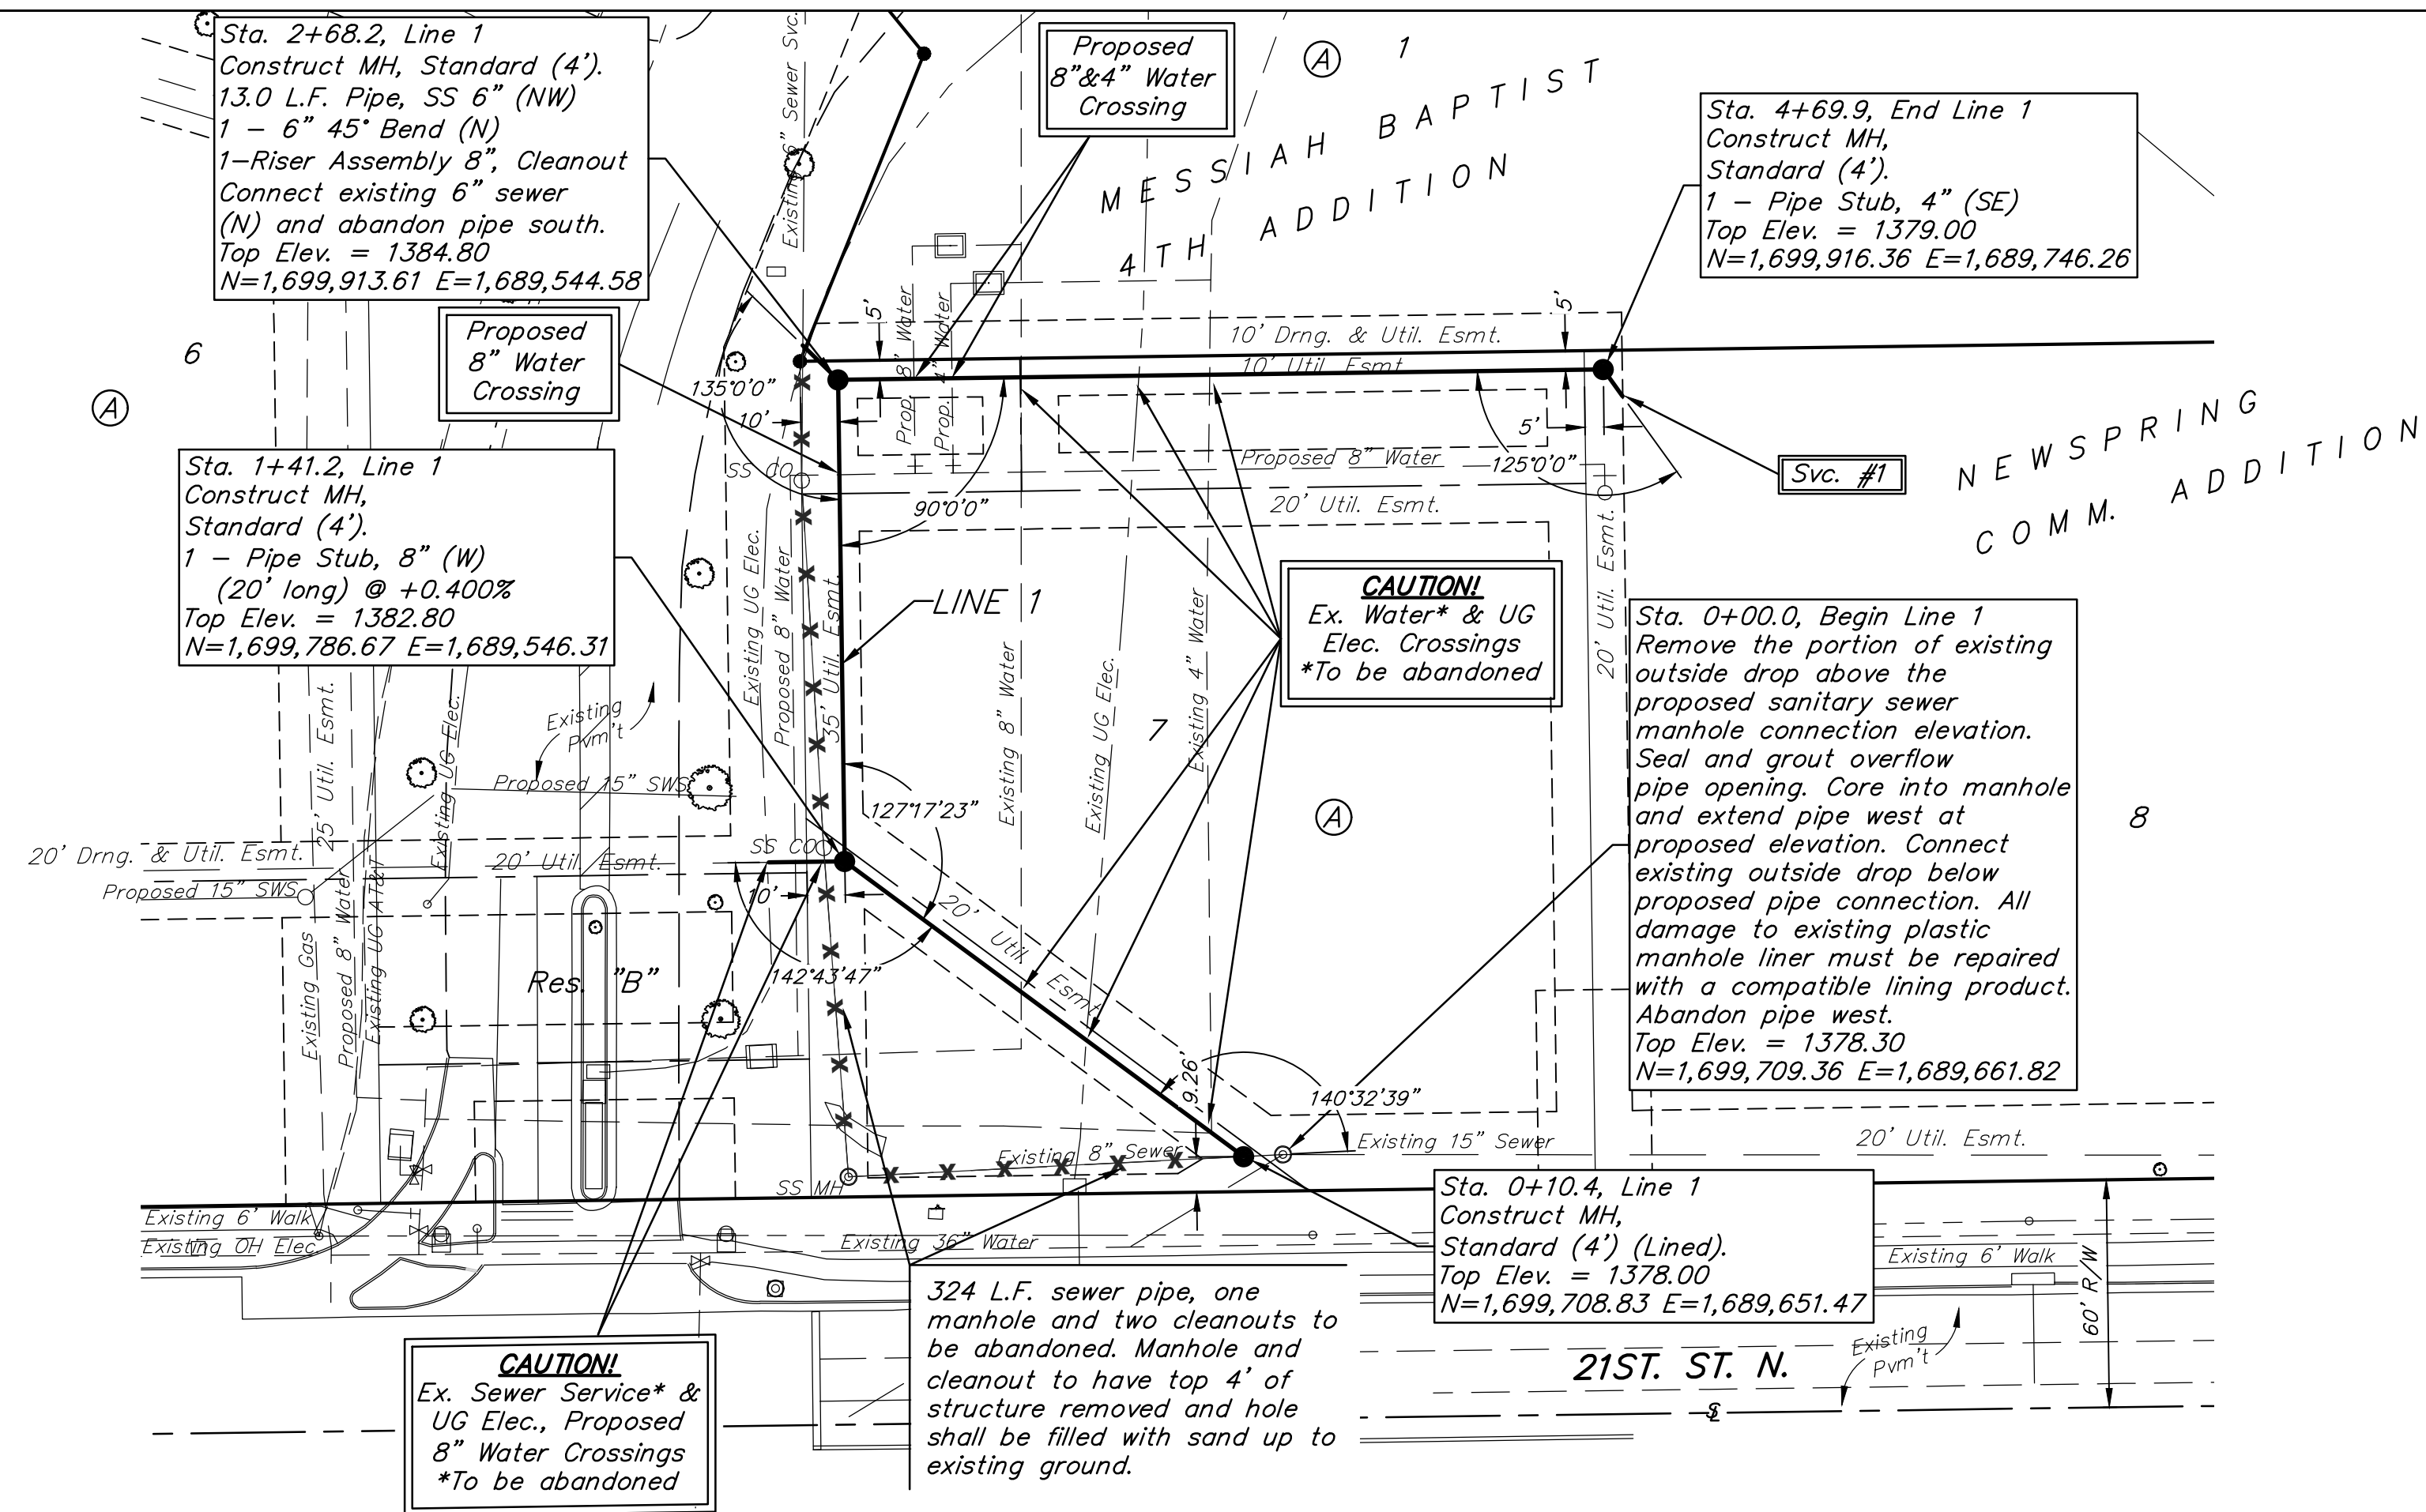 Sta. 2+68.2, Line 1
Construct MH, Standard (4').
13.0 L.F. Pipe, SS 6" (NW)
1 - 6" 45° Bend (N)
1-Riser Assembly 8", Cleanout
Connect existing 6" sewer
(N) and abandon pipe south.
Top Elev. = 1384.80
N=1,699,913.61 E=1,689,544.58
Existing 6" Sewer Svc.
Proposed
8"&4" Water
Crossing
A
1
MESSIAH BAPTIST
4TH ADDITION
Sta. 4+69.9, End Line 1
Construct MH,
Standard (4').
1 - Pipe Stub, 4" (SE)
Top Elev. = 1379.00
N=1,699,916.36 E=1,689,746.26
Proposed
8" Water
Crossing
6
A
5'
Prop. 8" Water
Prop. 4" Water
10' Drng. & Util. Esmt.
10' Util. Esmt
5'
135°0'0"
10'
5'
SS CO
Proposed 8" Water
125°0'0"
90°0'0"
20' Util. Esmt.
Svc. #1
NEWSPRING
COMM. ADDITION
Sta. 1+41.2, Line 1
Construct MH,
Standard (4').
1 - Pipe Stub, 8" (W)
(20' long) @ +0.400%
Top Elev. = 1382.80
N=1,699,786.67 E=1,689,546.31
Existing UG Elec.
Proposed 8" Water
35' Util. Esmt.
LINE 1
Existing 8" Water
Existing UG Elec.
Existing 4" Water
7
CAUTION!
Ex. Water* & UG
Elec. Crossings
*To be abandoned
20' Util. Esmt.
Sta. 0+00.0, Begin Line 1
Remove the portion of existing
outside drop above the
proposed sanitary sewer
manhole connection elevation.
Seal and grout overflow
pipe opening. Core into manhole
and extend pipe west at
proposed elevation. Connect
existing outside drop below
proposed pipe connection. All
damage to existing plastic
manhole liner must be repaired
with a compatible lining product.
Abandon pipe west.
Top Elev. = 1378.30
N=1,699,709.36 E=1,689,661.82
8
A
25' Util. Esmt.
Existing UG Elec.
Existing
Pvm't
Proposed 15" SWS
127°17'23"
20' Drng. & Util. Esmt.
20' Util. Esmt.
SS CO
Proposed 15" SWS
10'
Existing Gas
Proposed 8" Water
Existing UG AT&T
Res. "B"
142°43'47"
20' Util. Esmt.
9.26'
140°32'39"
Existing 8" Sewer
Existing 15" Sewer
20' Util. Esmt.
SS MH
Sta. 0+10.4, Line 1
Construct MH,
Standard (4') (Lined).
Top Elev. = 1378.00
N=1,699,708.83 E=1,689,651.47
Existing 6' Walk
Existing OH Elec.
Existing 36" Water
Existing 6' Walk
60' R/W
324 L.F. sewer pipe, one
manhole and two cleanouts to
be abandoned. Manhole and
cleanout to have top 4' of
structure removed and hole
shall be filled with sand up to
existing ground.
CAUTION!
Ex. Sewer Service* &
UG Elec., Proposed
8" Water Crossings
*To be abandoned
21ST. ST. N.
Existing
Pvm't